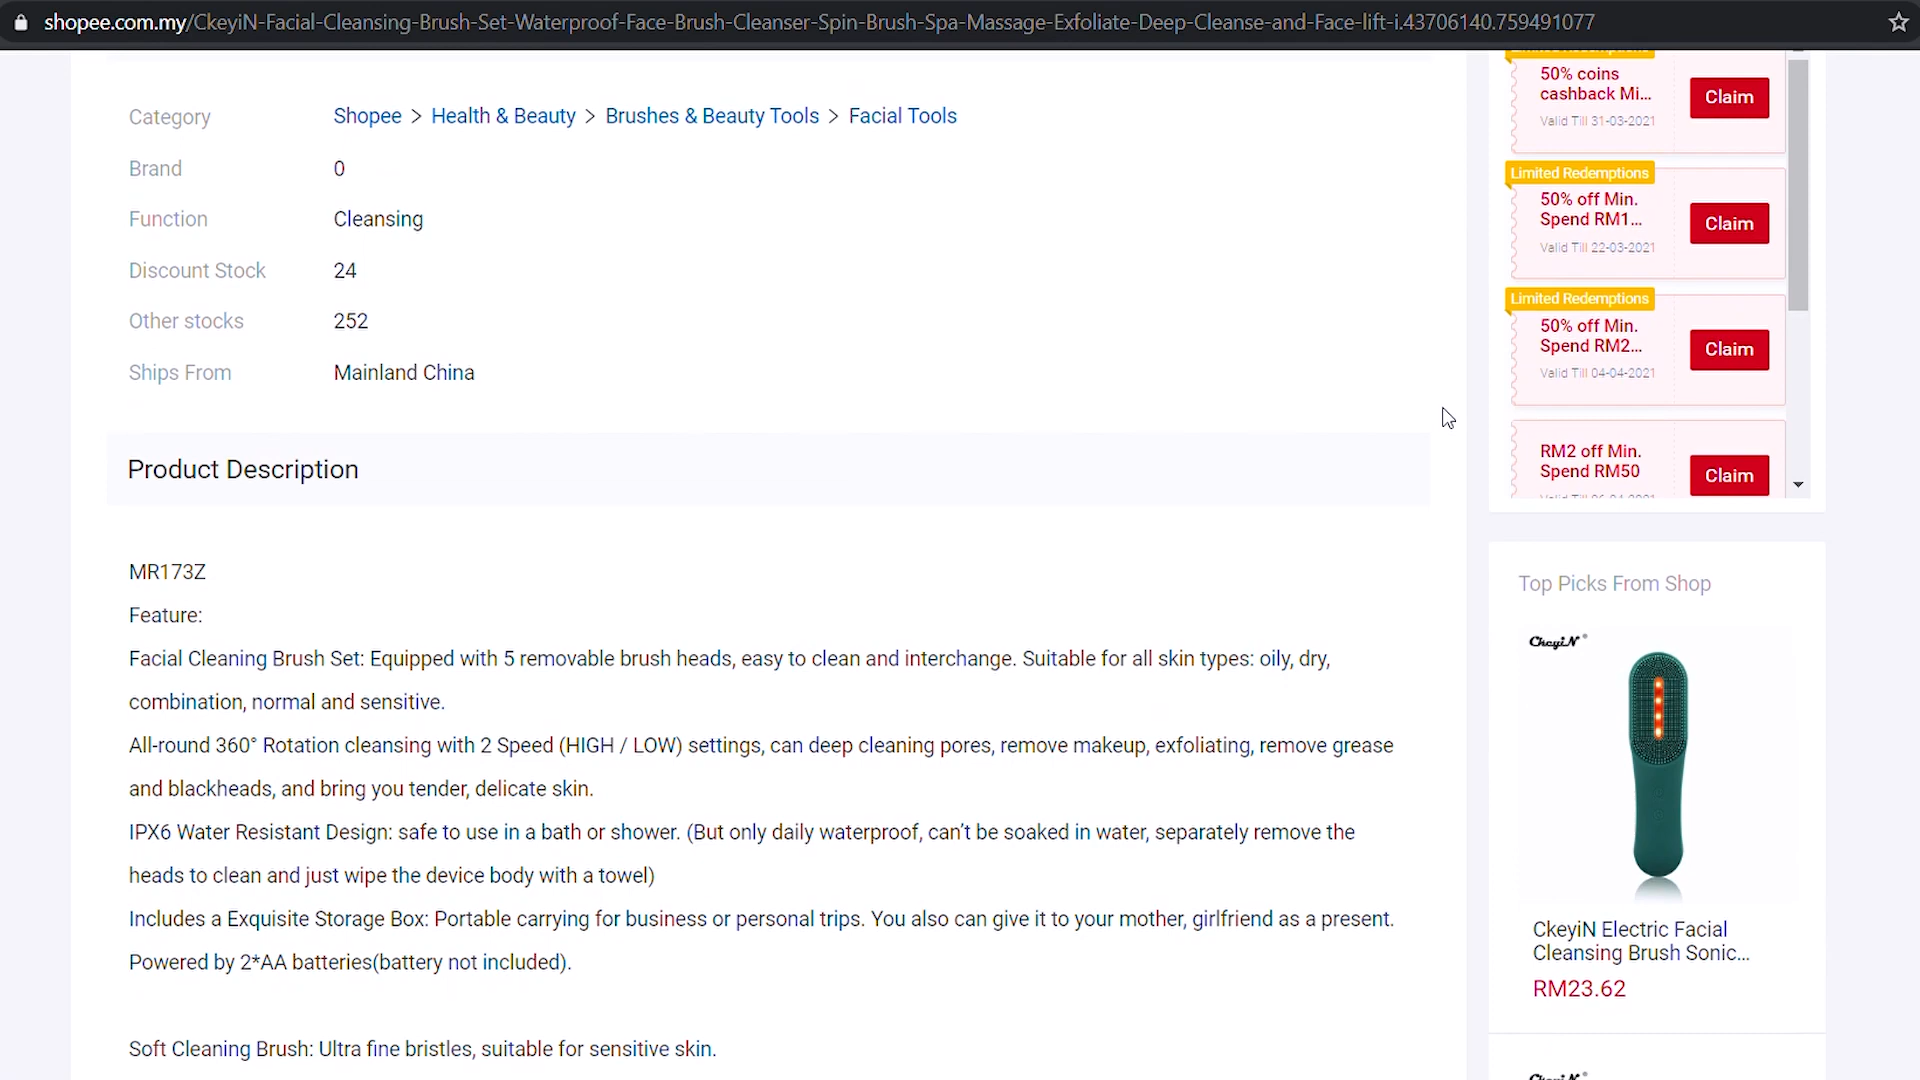 shopee.com.my/CkeyiN-Facial-Cleansing-Brush-Set-Waterproof-Face-Brush-Cleanser-Spin-Brush-Spa-Massage-Exfoliate-Deep-Cleanse-and-Face-lift-i.43706140.759491077
Category
Shopee > Health & Beauty > Brushes & Beauty Tools > Facial Tools
Brand
0
Function
Cleansing
Discount Stock
24
Other stocks
252
Ships From
Mainland China
Product Description
MR173Z
Feature:
Facial Cleaning Brush Set: Equipped with 5 removable brush heads, easy to clean and interchange. Suitable for all skin types: oily, dry,
combination, normal and sensitive.
All-round 360° Rotation cleansing with 2 Speed (HIGH / LOW) settings, can deep cleaning pores, remove makeup, exfoliating, remove grease
and blackheads, and bring you tender, delicate skin.
IPX6 Water Resistant Design: safe to use in a bath or shower. (But only daily waterproof, can’t be soaked in water, separately remove the
heads to clean and just wipe the device body with a towel)
Includes a Exquisite Storage Box: Portable carrying for business or personal trips. You also can give it to your mother, girlfriend as a present.
Powered by 2*AA batteries(battery not included).
Soft Cleaning Brush: Ultra fine bristles, suitable for sensitive skin.
50% coins
cashback Mi...
Valid Till 31-03-2021
Claim
Limited Redemptions
50% off Min.
Spend RM1...
Valid Till 22-03-2021
Claim
Limited Redemptions
50% off Min.
Spend RM2...
Valid Till 04-04-2021
Claim
RM2 off Min.
Spend RM50
Claim
Top Picks From Shop
CkeyiN®
CkeyiN Electric Facial
Cleansing Brush Sonic...
RM23.62